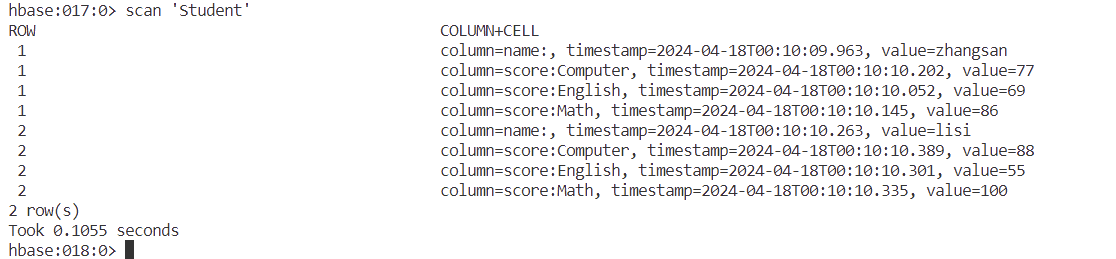 hbase:017:0> scan 'Student'
ROW COLUMN+CELL
1 column=name:, timestamp=2024-04-18T00:10:09.963, value=zhangsan
1 column=score:Computer, timestamp=2024-04-18T00:10:10.202, value=77
1 column=score:English, timestamp=2024-04-18T00:10:10.052, value=69
1 column=score:Math, timestamp=2024-04-18T00:10:10.145, value=86
2 column=name:, timestamp=2024-04-18T00:10:10.263, value=lisi
2 column=score:Computer, timestamp=2024-04-18T00:10:10.389, value=88
2 column=score:English, timestamp=2024-04-18T00:10:10.301, value=55
2 column=score:Math, timestamp=2024-04-18T00:10:10.335, value=100
2 row(s)
Took 0.1055 seconds
hbase:018:0>